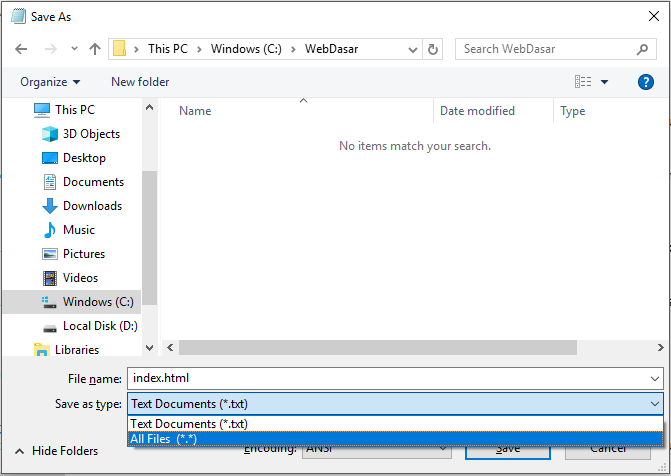 Save As
This PC > Windows (C:) > WebDasar
Search WebDasar
Organize
New folder
Name
Date modified
Type
No items match your search.
This PC
3D Objects
Desktop
Documents
Downloads
Music
Pictures
Videos
Windows (C:)
Local Disk (D:)
Libraries
File name: index.html
Save as type: Text Documents (*.txt)
Text Documents (*.txt)
All Files (*.*)
Hide Folders
Encoding: ANSI
Save
Cancel